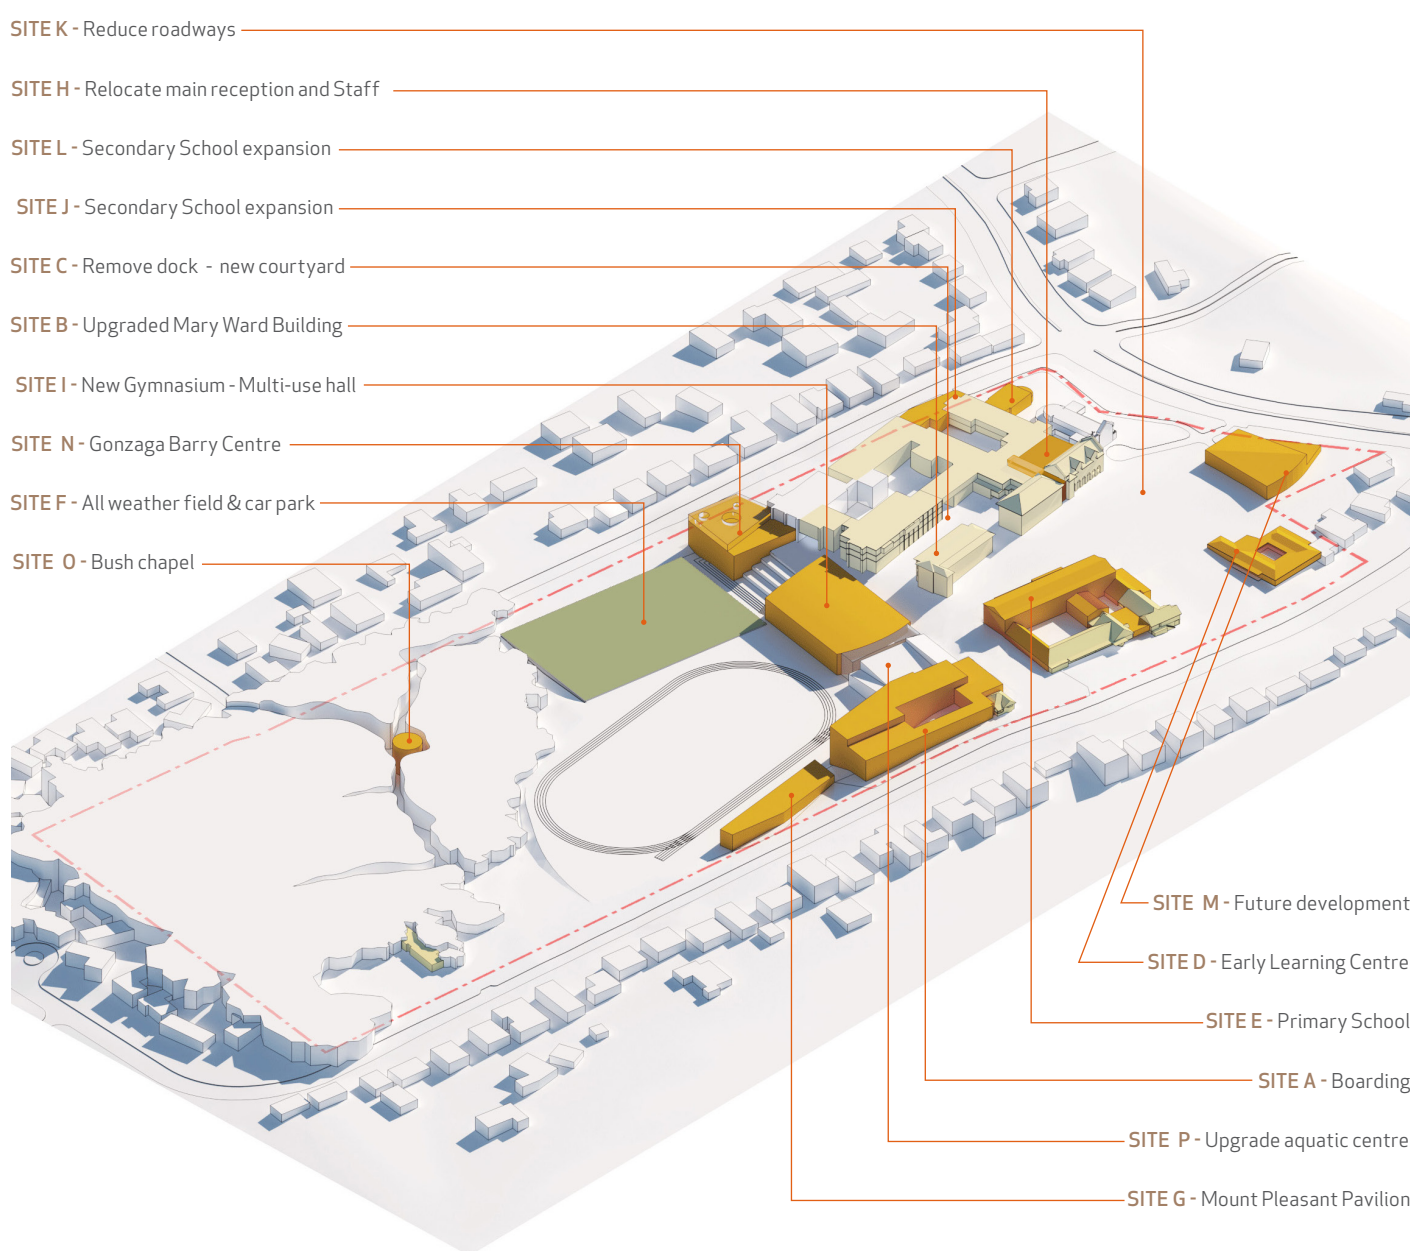 SITE K - Reduce roadways
SITE H - Relocate main reception and Staff
SITE L - Secondary School expansion
SITE J - Secondary School expansion
SITE C - Remove dock - new courtyard
SITE B - Upgraded Mary Ward Building
SITE I - New Gymnasium - Multi-use hall
SITE N - Gonzaga Barry Centre
SITE F - All weather field & car park
SITE O - Bush chapel
SITE M - Future development
SITE D - Early Learning Centre
SITE E - Primary School
SITE A - Boarding
SITE P - Upgrade aquatic centre
SITE G - Mount Pleasant Pavilion